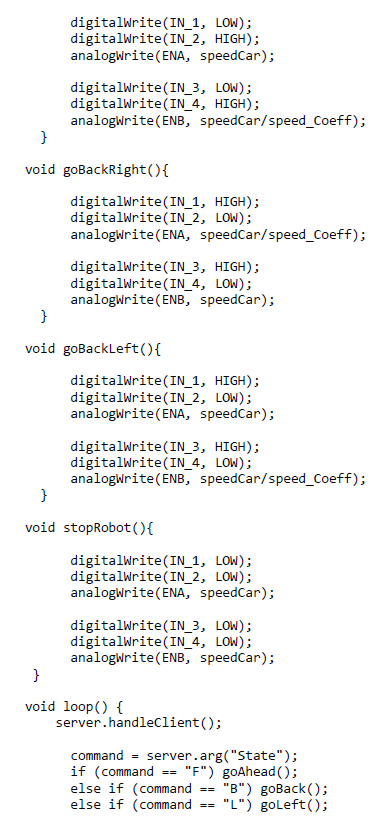 digitalWrite(IN_1, LOW);
digitalWrite(IN_2, HIGH);
analogWrite(ENA, speedCar);
digitalWrite(IN_3, LOW);
digitalWrite(IN_4, HIGH);
analogWrite(ENB, speedCar/speed_Coeff);
}
void goBackRight(){
digitalWrite(IN_1, HIGH);
digitalWrite(IN_2, LOW);
analogWrite(ENA, speedCar/speed_Coeff);
digitalWrite(IN_3, HIGH);
digitalWrite(IN_4, LOW);
analogWrite(ENB, speedCar);
}
void goBackLeft(){
digitalWrite(IN_1, HIGH);
digitalWrite(IN_2, LOW);
analogWrite(ENA, speedCar);
digitalWrite(IN_3, HIGH);
digitalWrite(IN_4, LOW);
analogWrite(ENB, speedCar/speed_Coeff);
}
void stopRobot(){
digitalWrite(IN_1, LOW);
digitalWrite(IN_2, LOW);
analogWrite(ENA, speedCar);
digitalWrite(IN_3, LOW);
digitalWrite(IN_4, LOW);
analogWrite(ENB, speedCar);
}
void loop() {
server.handleClient();
command = server.arg("State");
if (command == "F") goAhead();
else if (command == "B") goBack();
else if (command == "L") goLeft();